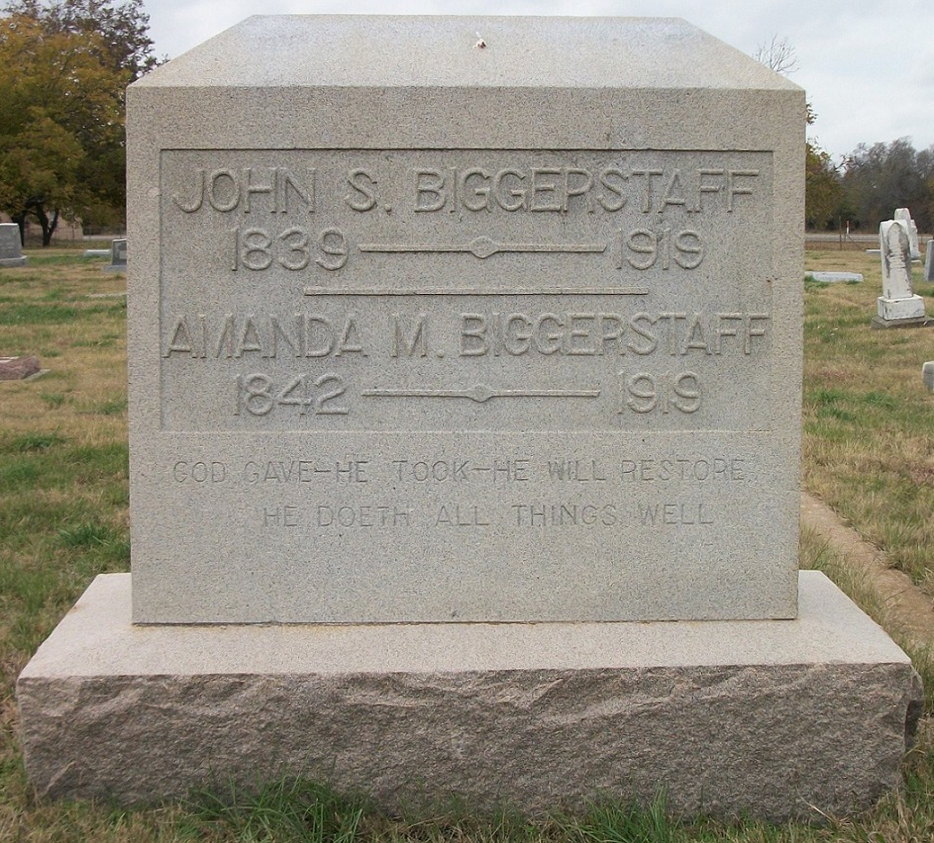 JOHN S. BIGGERSTAFF
1839 1919
AMANDA M. BIGGERSTAFF
1842 1919
GOD GAVE—HE TOOK—HE WILL RESTORE
HE DOETH ALL THINGS WELL